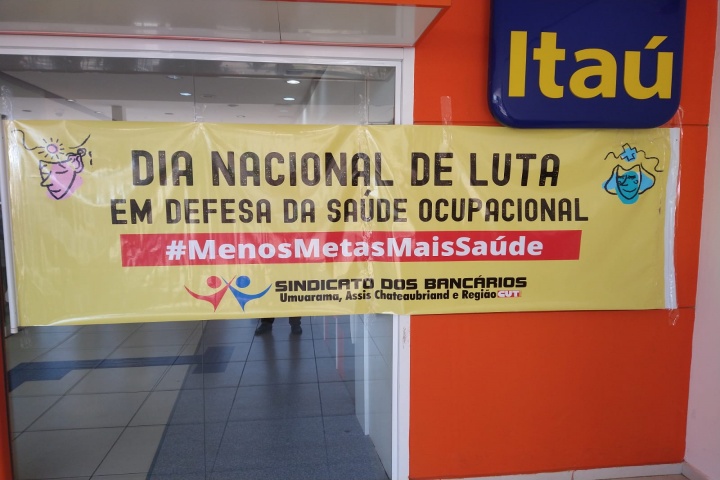 Itaú
DIA NACIONAL DE LUTA
EM DEFESA DA SAÚDE OCUPACIONAL
#MenosMetasMaisSaúde
SINDICATO DOS BANCÁRIOS
Umuarama, Assis Chateaubriand e Região CUT